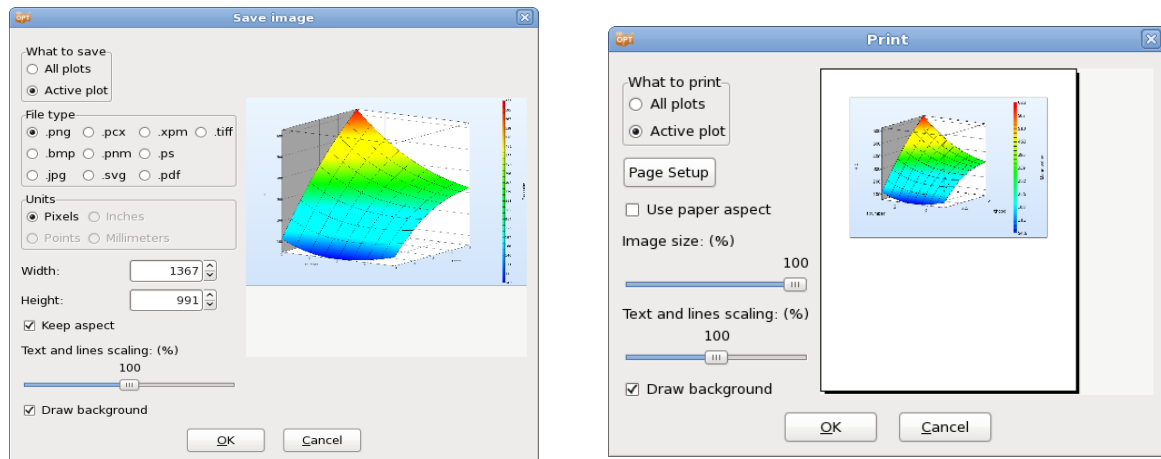 Save image
What to save
All plots
Active plot
File type
.png .pcx .xpm .tiff
.bmp .pnm .ps
.jpg .svg .pdf
Units
Pixels Inches
Points Millimeters
Width: 1367
Height: 991
Keep aspect
Text and lines scaling: (%)
100
Draw background
OK Cancel
OPT Print
What to print
All plots
Active plot
Page Setup
Use paper aspect
Image size: (%)
100
Text and lines scaling: (%)
100
Draw background
OK Cancel